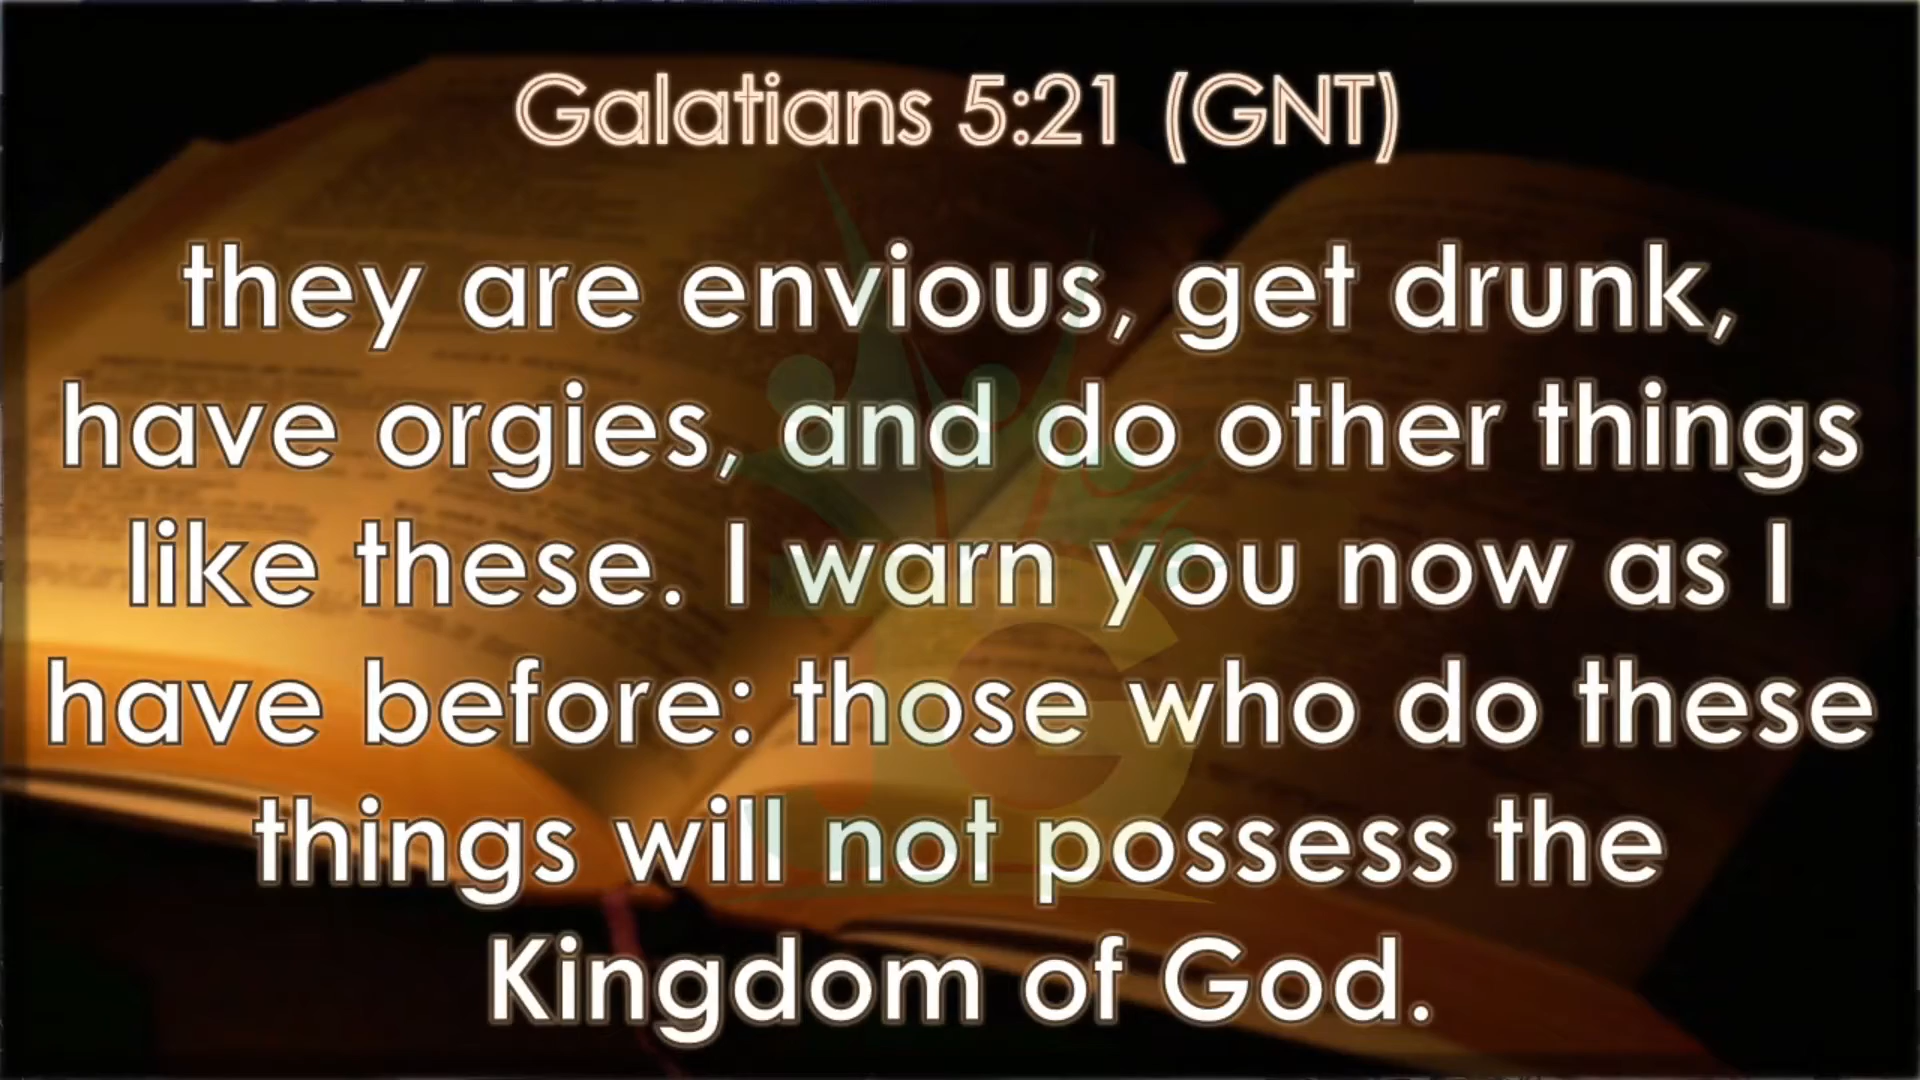 Galatians 5:21 (GNT)
they are envious, get drunk,
have orgies, and do other things
like these. I warn you now as I
have before: those who do these
things will not possess the
Kingdom of God.